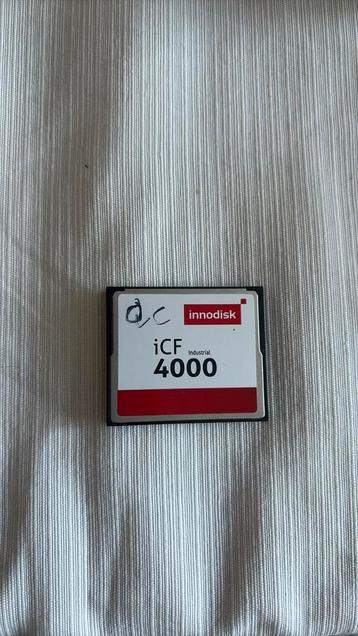 d,c innodisk
iCF Industrial
4000